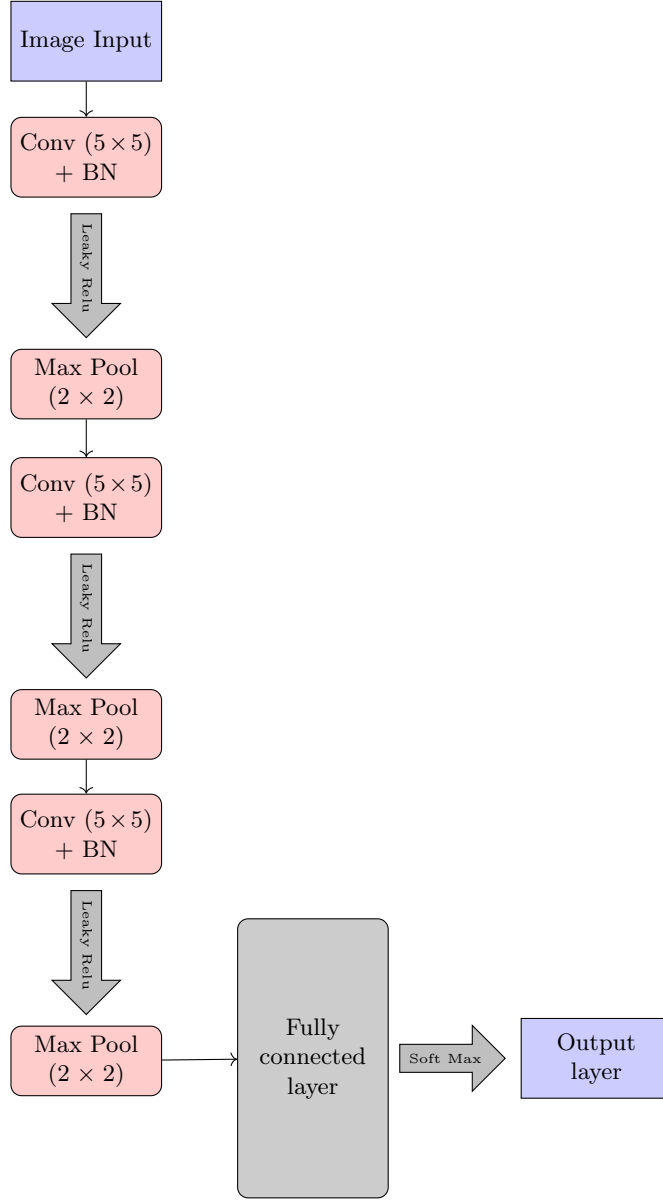 Image Input
Conv (5×5)
+ BN
Leaky Relu
Max Pool
(2 × 2)
Conv (5×5)
+ BN
Leaky Relu
Max Pool
(2 × 2)
Conv (5×5)
+ BN
Leaky Relu
Max Pool
(2 × 2)
Fully
connected
layer
Soft Max
Output
layer